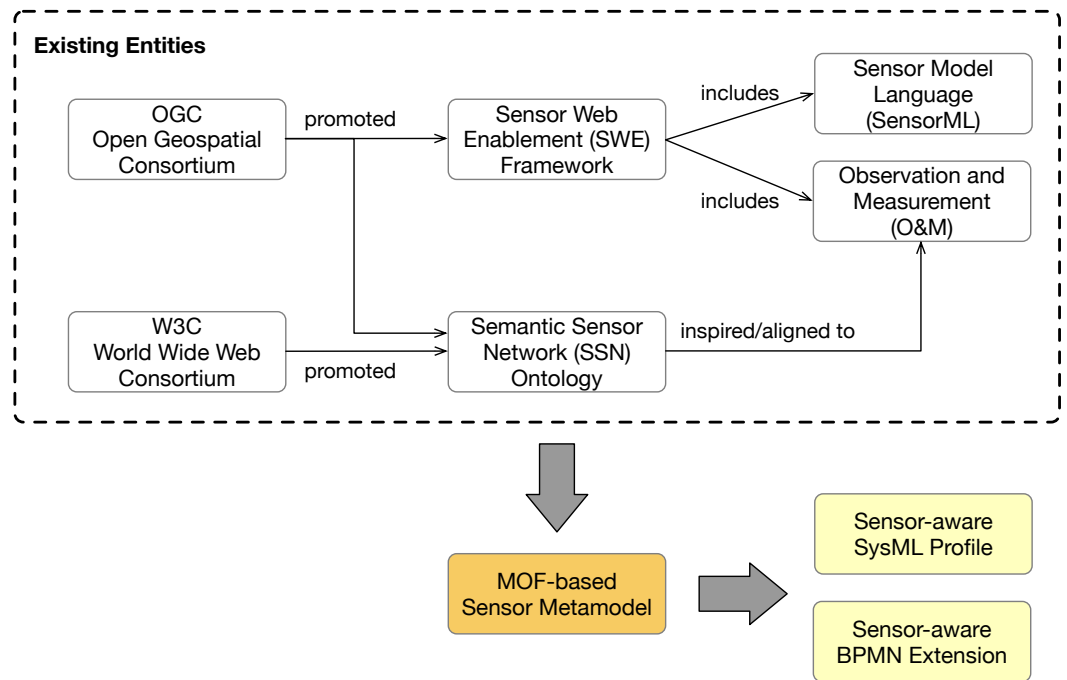 Existing Entities
OGC
Open Geospatial
Consortium
promoted
Sensor Web
Enablement (SWE)
Framework
includes
includes
Sensor Model
Language
(SensorML)
Observation and
Measurement
(O&M)
W3C
World Wide Web
Consortium
promoted
Semantic Sensor
Network (SSN)
Ontology
inspired/aligned to
MOF-based
Sensor Metamodel
Sensor-aware
SysML Profile
Sensor-aware
BPMN Extension